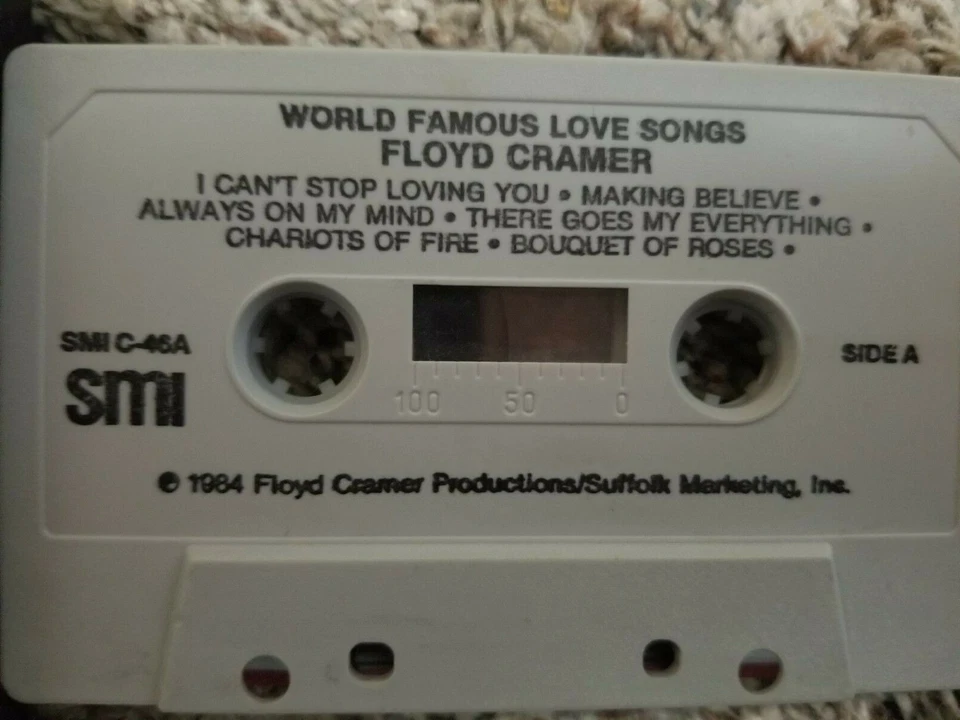 WORLD FAMOUS LOVE SONGS
FLOYD CRAMER
I CAN'T STOP LOVING YOU • MAKING BELIEVE •
ALWAYS ON MY MIND • THERE GOES MY EVERYTHING •
CHARIOTS OF FIRE • BOUQUET OF ROSES •
SMI C-46A
smi
SIDE A
100 50 0
℗ 1984 Floyd Cramer Productions/Suffolk Marketing, Inc.